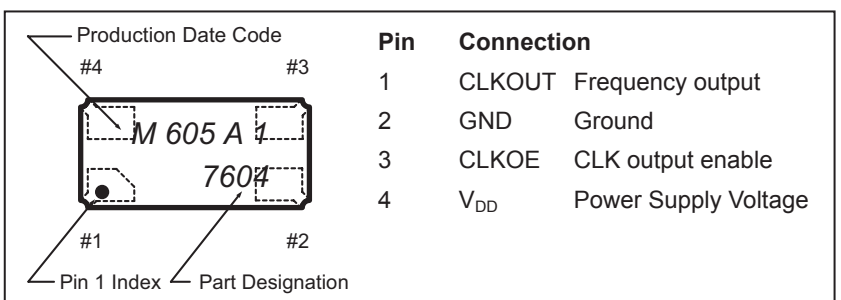 Production Date Code
#4 #3
M 605 A 1
7604
#1 #2
Pin 1 Index Part Designation
Pin Connection
1 CLKOUT Frequency output
2 GND Ground
3 CLKOE CLK output enable
4 VDD Power Supply Voltage